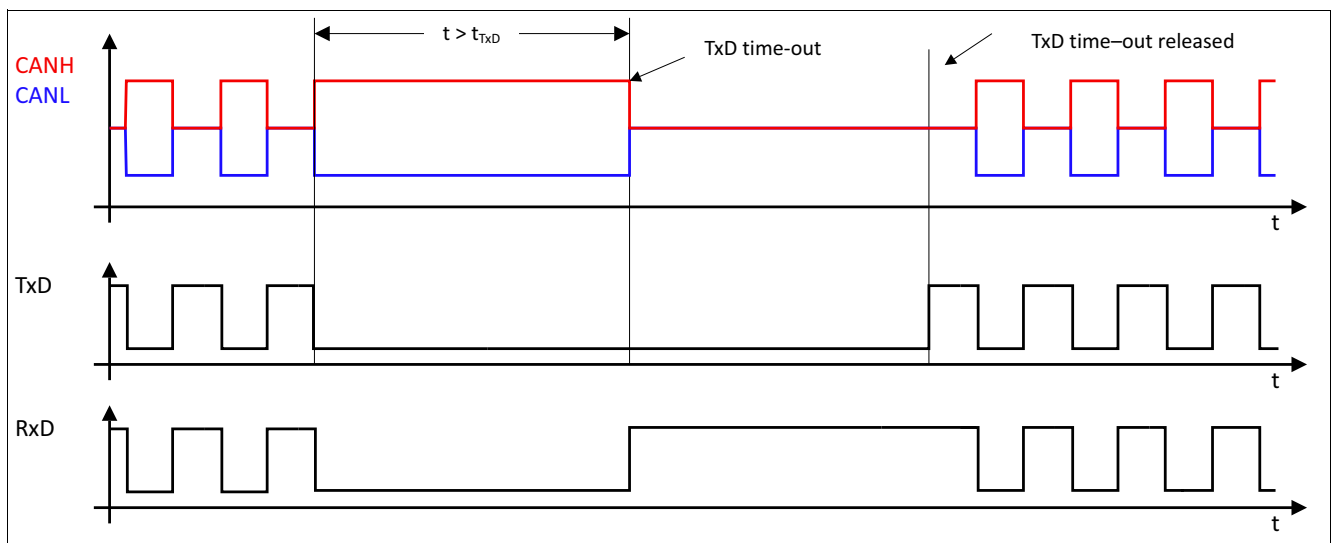 t > tTxD
TxD time-out
TxD time–out released
CANH
CANL
t
TxD
t
RxD
t